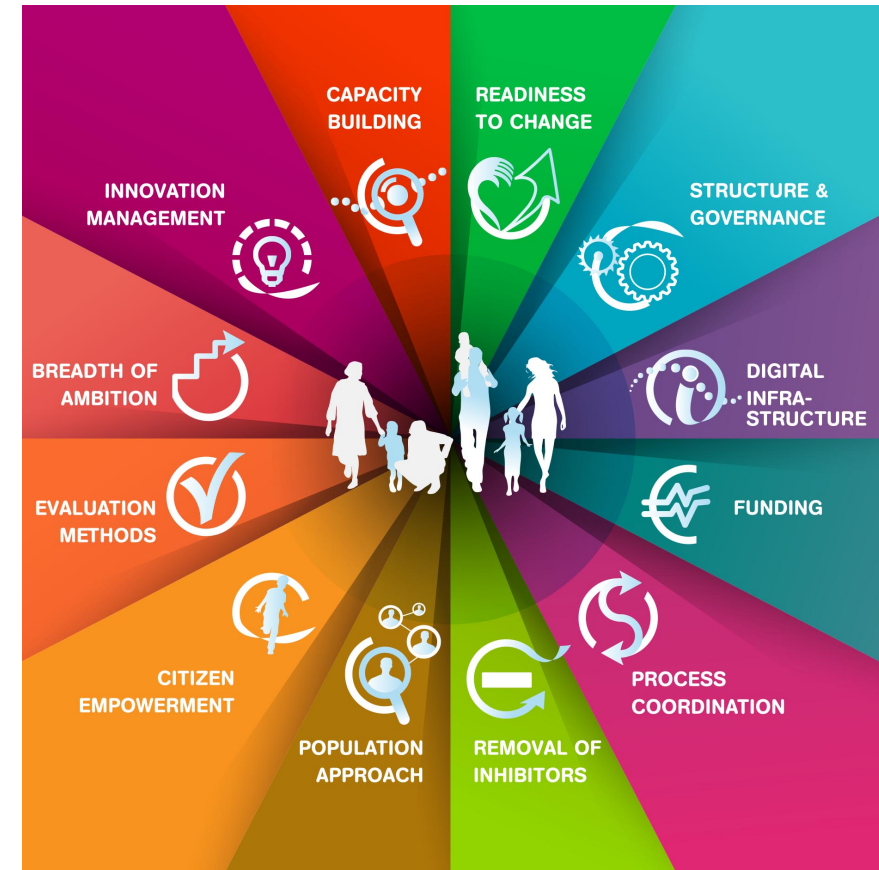 CAPACITY
BUILDING
READINESS
TO CHANGE
STRUCTURE &
GOVERNANCE
DIGITAL
INFRA-
STRUCTURE
FUNDING
PROCESS
COORDINATION
REMOVAL OF
INHIBITORS
POPULATION
APPROACH
CITIZEN
EMPOWERMENT
EVALUATION
METHODS
BREADTH OF
AMBITION
INNOVATION
MANAGEMENT